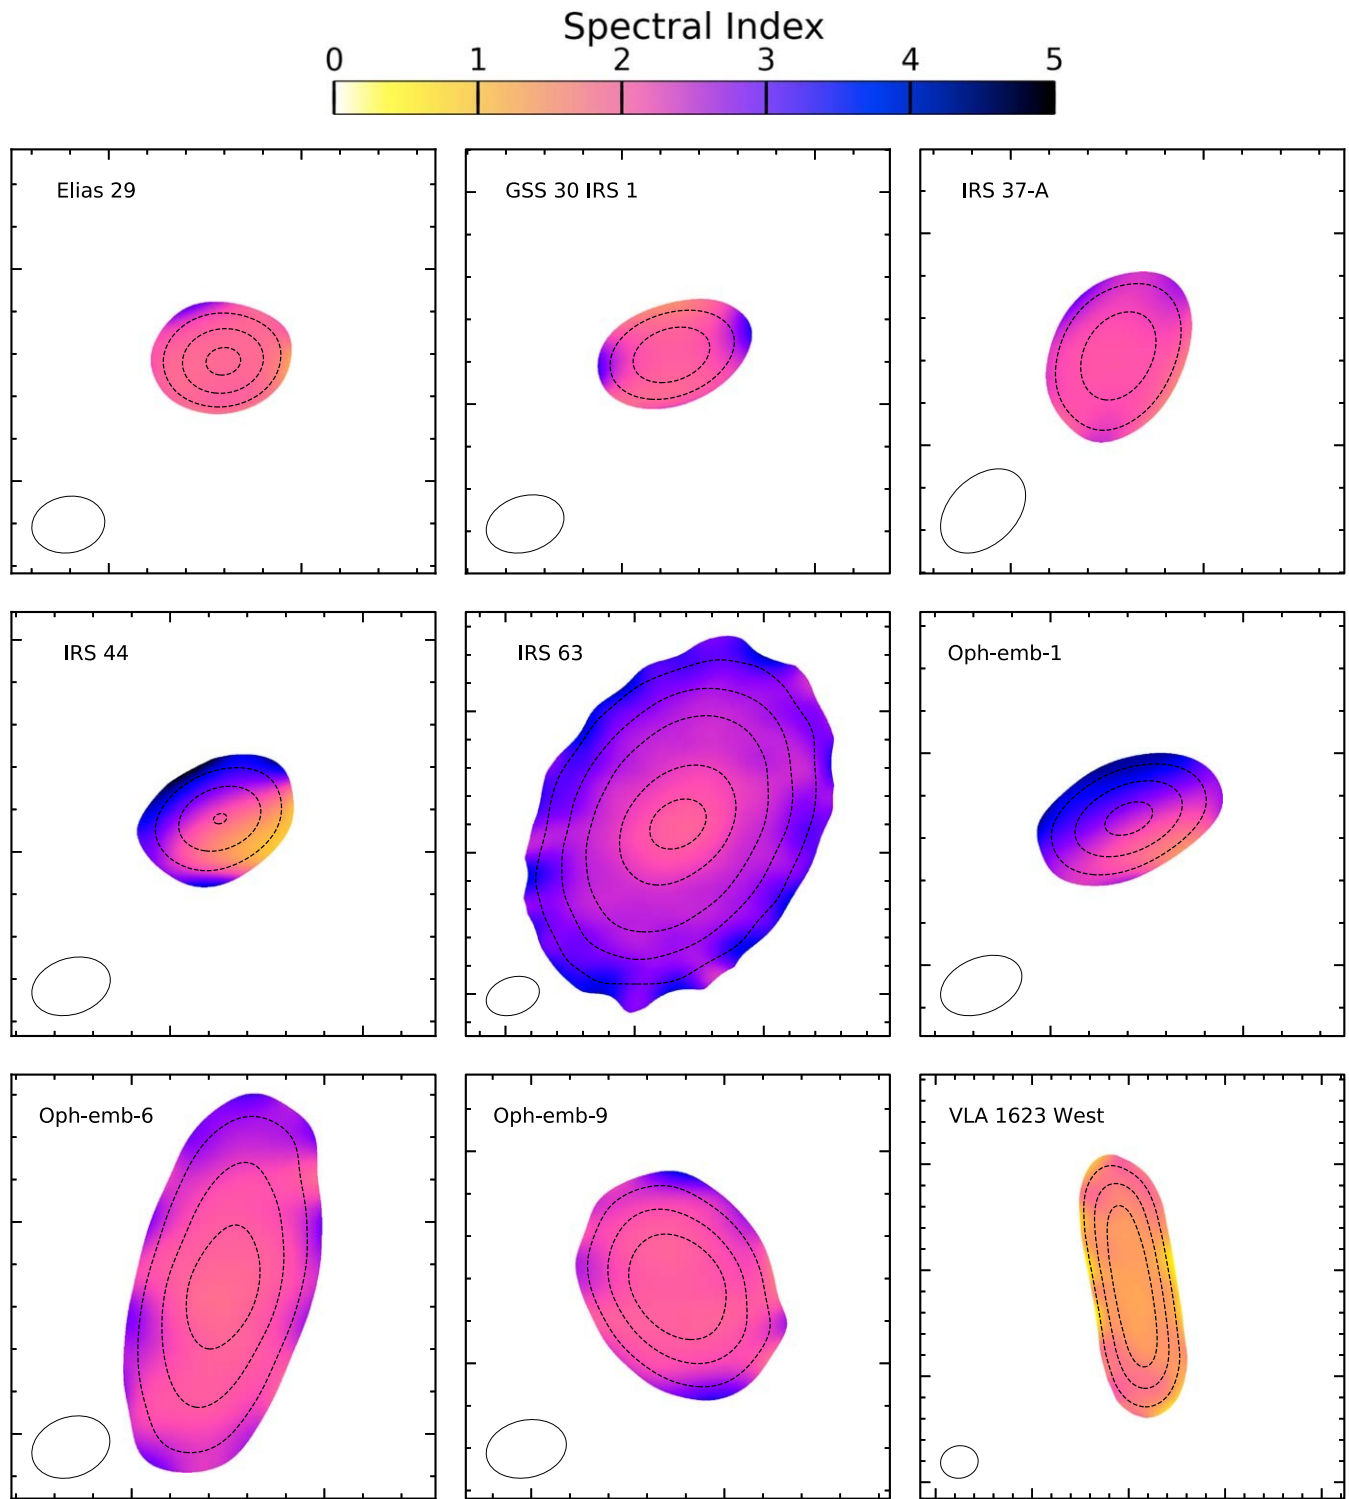 Spectral Index
0 1 2 3 4 5
Elias 29
GSS 30 IRS 1
IRS 37-A
IRS 44
IRS 63
Oph-emb-1
Oph-emb-6
Oph-emb-9
VLA 1623 West